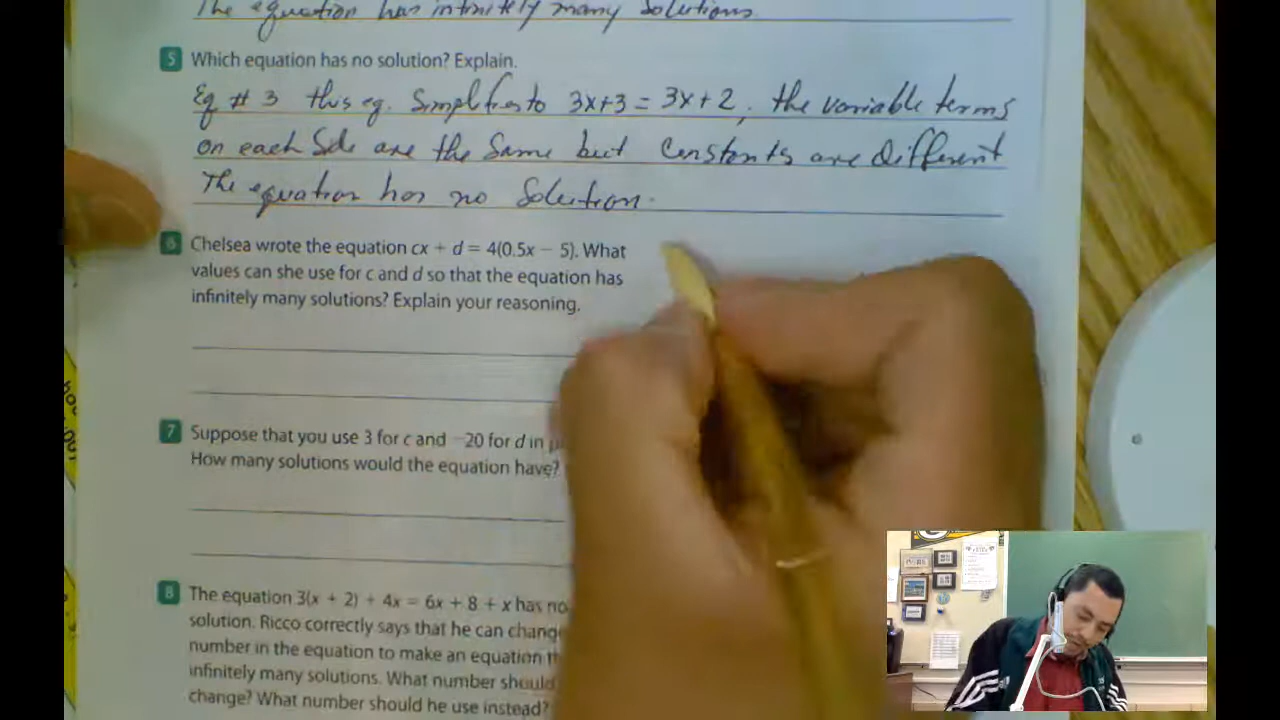 The equation has infinitely many solutions.
5 Which equation has no solution? Explain.
Eq # 3 this eq. Simplifies to 3x+3 = 3x+2, the variable terms
on each Side are the Same but Constants are different
The equation has no Solution.
6 Chelsea wrote the equation cx + d = 4(0.5x − 5). What
values can she use for c and d so that the equation has
infinitely many solutions? Explain your reasoning.
7 Suppose that you use 3 for c and −20 for d in
How many solutions would the equation have?
8 The equation 3(x + 2) + 4x = 6x + 8 + x has no
solution. Ricco correctly says that he can change
number in the equation to make an equation
infinitely many solutions. What number should
change? What number should he use instead?